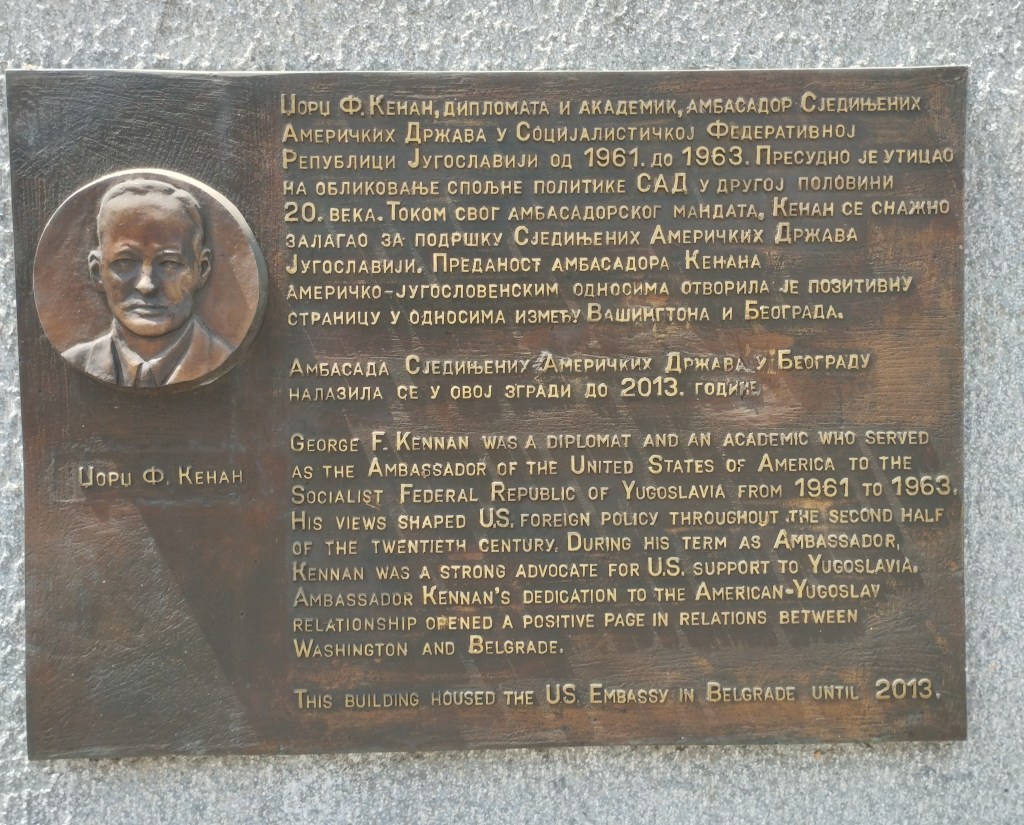 Џорџ Ф. Кенан, дипломата и академик, амбасадор Сједињених
Америчких Држава у Социјалистичкој Федеративној
Републици Југославији од 1961. до 1963. Пресудно је утицао
на обликовање спољне политике САД у другој половини
20. века. Током свог амбасадорског мандата, Кенан се снажно
залагао за подршку Сједињених Америчких Држава
Југославији. Преданост амбасадора Кенана
америчко-југословенским односима отворила је позитивну
страницу у односима између Вашингтона и Београда.
Амбасада Сједињених Америчких Држава у Београду
налазила се у овој згради до 2013. године
Џорџ Ф. Кенан
George F. Kennan was a diplomat and an academic who served
as the Ambassador of the United States of America to the
Socialist Federal Republic of Yugoslavia from 1961 to 1963.
His views shaped U.S. foreign policy throughout the second half
of the twentieth century. During his term as Ambassador,
Kennan was a strong advocate for U.S. support to Yugoslavia.
Ambassador Kennan's dedication to the American-Yugoslav
relationship opened a positive page in relations between
Washington and Belgrade.
This building housed the US. Embassy in Belgrade until 2013.